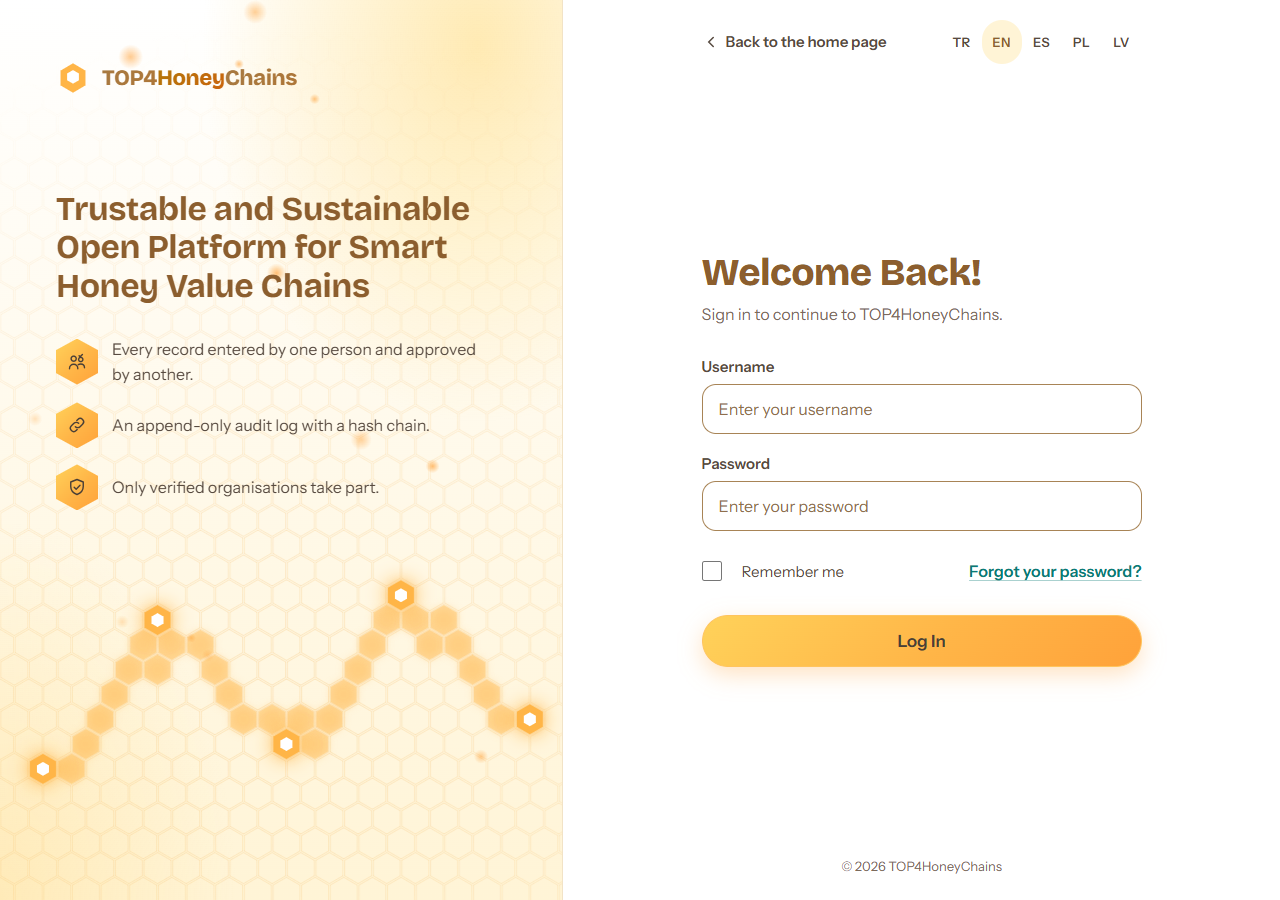 TOP4HoneyChains
Trustable and Sustainable
Open Platform for Smart
Honey Value Chains
Every record entered by one person and approved
by another.
An append-only audit log with a hash chain.
Only verified organisations take part.
Back to the home page
TR EN ES PL LV
Welcome Back!
Sign in to continue to TOP4HoneyChains.
Username
Enter your username
Password
Enter your password
Remember me
Forgot your password?
Log In
© 2026 TOP4HoneyChains